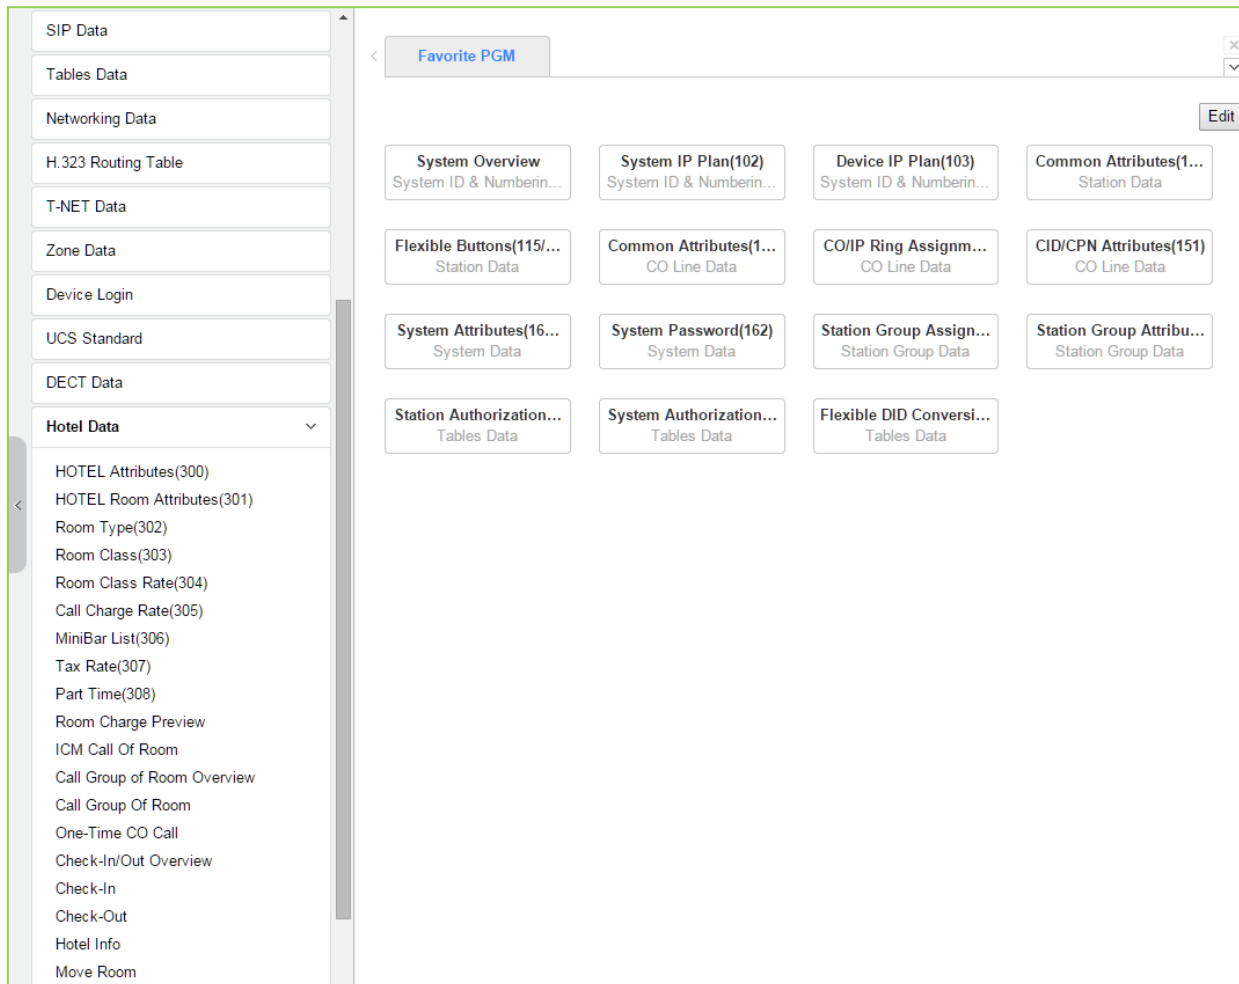 SIP Data
Tables Data
Networking Data
H.323 Routing Table
T-NET Data
Zone Data
Device Login
UCS Standard
DECT Data
Hotel Data
HOTEL Attributes(300)
HOTEL Room Attributes(301)
Room Type(302)
Room Class(303)
Room Class Rate(304)
Call Charge Rate(305)
MiniBar List(306)
Tax Rate(307)
Part Time(308)
Room Charge Preview
ICM Call Of Room
Call Group of Room Overview
Call Group Of Room
One-Time CO Call
Check-In/Out Overview
Check-In
Check-Out
Hotel Info
Move Room
Favorite PGM
Edit
System Overview
System ID & Numberin...
System IP Plan(102)
System ID & Numberin...
Device IP Plan(103)
System ID & Numberin...
Common Attributes(1...
Station Data
Flexible Buttons(115/...
Station Data
Common Attributes(1...
CO Line Data
CO/IP Ring Assignm...
CO Line Data
CID/CPN Attributes(151)
CO Line Data
System Attributes(16...
System Data
System Password(162)
System Data
Station Group Assign...
Station Group Data
Station Group Attribu...
Station Group Data
Station Authorization...
Tables Data
System Authorization...
Tables Data
Flexible DID Conversi...
Tables Data